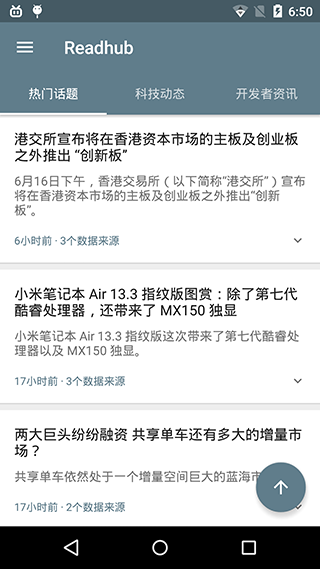 6:50
Readhub
热门话题 科技动态 开发者资讯
港交所宣布将在香港资本市场的主板及创业板
之外推出 “创新板”
6月16日下午，香港交易所（以下简称“港交所”）宣布
将在香港资本市场的主板及创业板之外推出“创新
板”。
6小时前 · 3个数据来源
小米笔记本 Air 13.3 指纹版图赏：除了第七代
酷睿处理器，还带来了 MX150 独显
小米笔记本 Air 13.3 指纹版这次带来了第七代酷睿处
理器以及 MX150 独显。
17小时前 · 3个数据来源
两大巨头纷纷融资 共享单车还有多大的增量市
场？
共享单车依然处于一个增量空间巨大的蓝海市
17小时前 · 2个数据来源